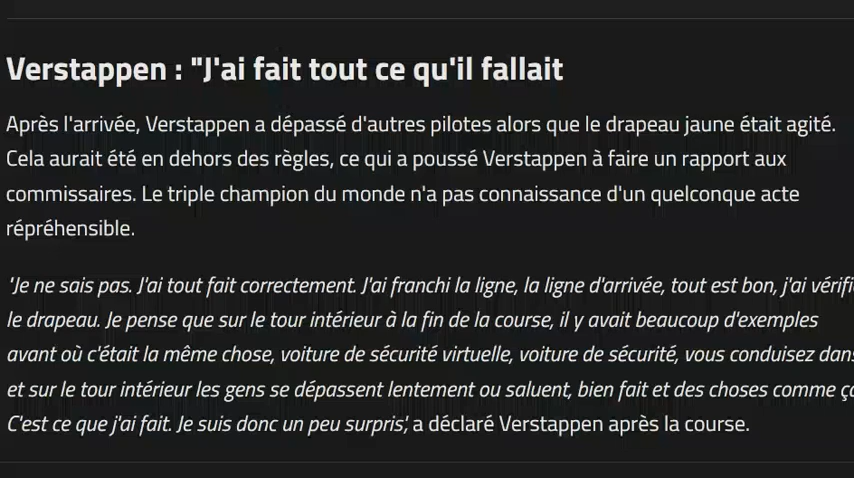 Verstappen : "J'ai fait tout ce qu'il fallait
Après l'arrivée, Verstappen a dépassé d'autres pilotes alors que le drapeau jaune était agité.
Cela aurait été en dehors des règles, ce qui a poussé Verstappen à faire un rapport aux
commissaires. Le triple champion du monde n'a pas connaissance d'un quelconque acte
répréhensible.
'Je ne sais pas. J'ai tout fait correctement. J'ai franchi la ligne, la ligne d'arrivée, tout est bon, j'ai
le drapeau. Je pense que sur le tour intérieur à la fin de la course, il y avait beaucoup d'exemples
avant où c'était la même chose, voiture de sécurité virtuelle, voiture de sécurité, vous conduisez
et sur le tour intérieur les gens se dépassent lentement ou saluent, bien fait et des choses comme
C'est ce que j'ai fait. Je suis donc un peu surpris', a déclaré Verstappen après la course.